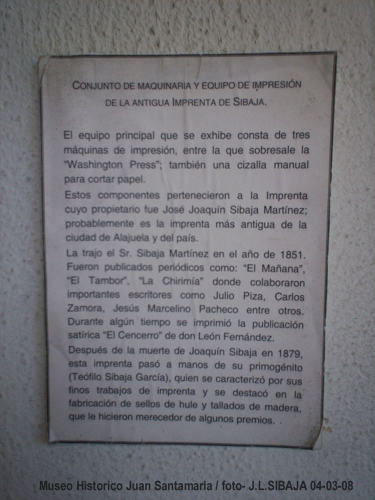 CONJUNTO DE MAQUINARIA Y EQUIPO DE IMPRESIÓN
DE LA ANTIGUA IMPRENTA DE SIBAJA.
El equipo principal que se exhibe consta de tres
máquinas de impresión, entre la que sobresale la
"Washington Press"; también una cizalla manual
para cortar papel.
Estos componentes pertenecieron a la Imprenta
cuyo propietario fue José Joaquín Sibaja Martínez;
probablemente es la imprenta más antigua de la
ciudad de Alajuela y del país.
La trajo el Sr. Sibaja Martínez en el año de 1851.
Fueron publicados periódicos como: "El Mañana",
"El Tambor", "La Chirimía" donde colaboraron
importantes escritores como Julio Piza, Carlos
Zamora, Jesús Marcelino Pacheco entre otros.
Durante algún tiempo se imprimió la publicación
satírica "El Cencerro" de don León Fernández.
Después de la muerte de Joaquín Sibaja en 1879,
esta imprenta pasó a manos de su primogénito
(Teófilo Sibaja García), quien se caracterizó por sus
finos trabajos de imprenta y se destacó en la
fabricación de sellos de hule y tallados de madera,
que le hicieron merecedor de algunos premios.
Museo Historico Juan Santamaria / foto- J.L.SIBAJA 04-03-08